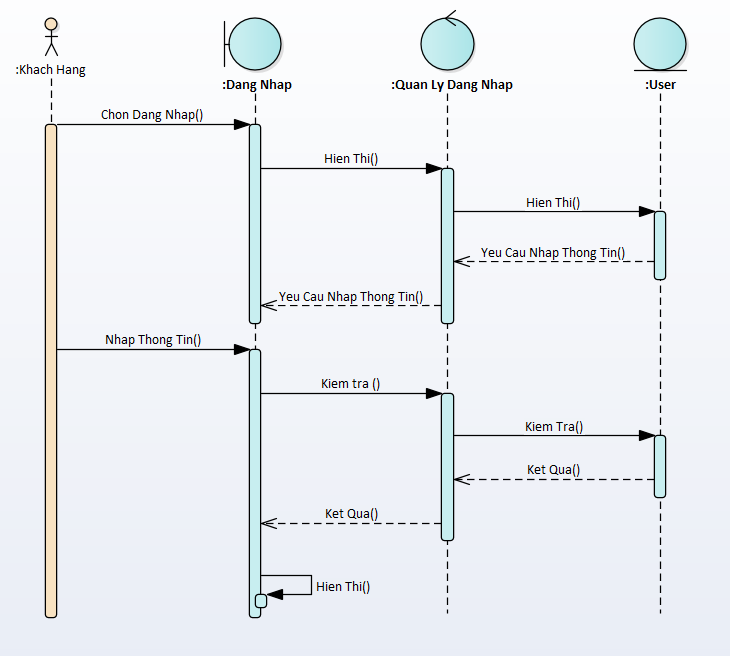 :Khach Hang
:Dang Nhap
:Quan Ly Dang Nhap
:User
Chon Dang Nhap()
Hien Thi()
Hien Thi()
Yeu Cau Nhap Thong Tin()
Yeu Cau Nhap Thong Tin()
Nhap Thong Tin()
Kiem tra ()
Kiem Tra()
Ket Qua()
Ket Qua()
Hien Thi()